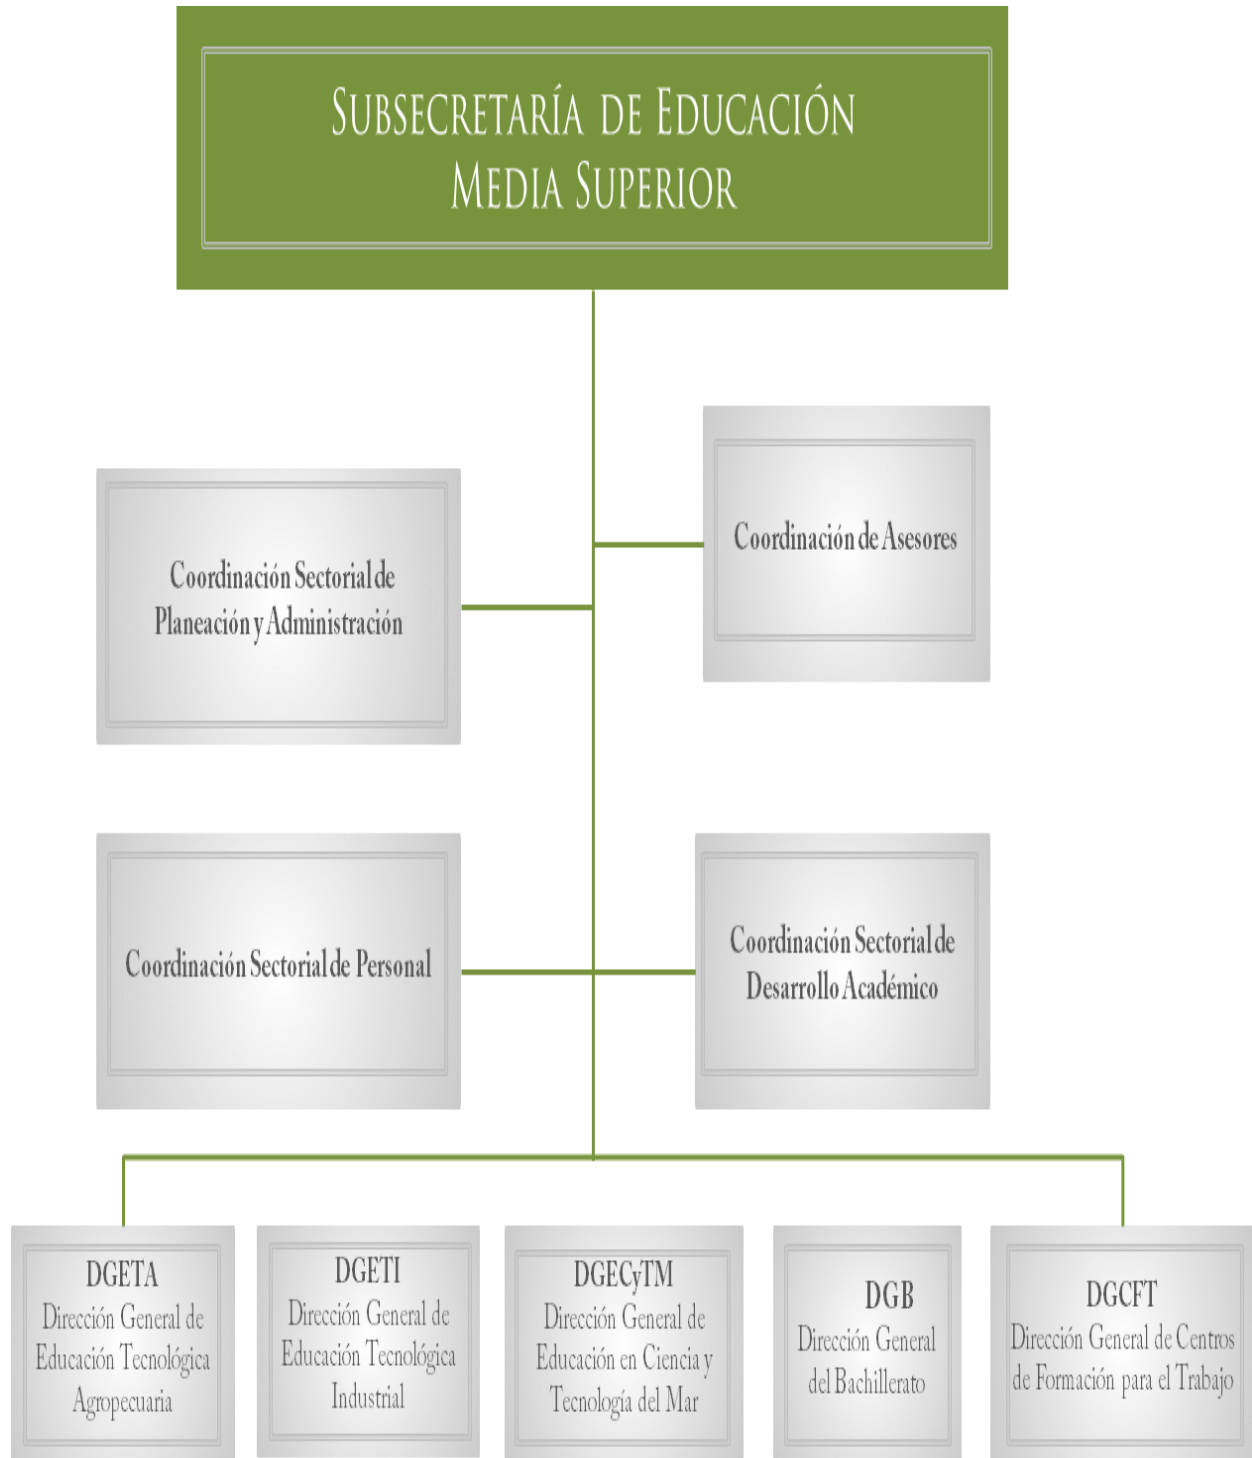 SUBSECRETARÍA DE EDUCACIÓN
MEDIA SUPERIOR
Coordinación de Asesores
Coordinación Sectorial de
Planeación y Administración
Coordinación Sectorial de Personal
Coordinación Sectorial de
Desarrollo Académico
DGETA
Dirección General de
Educación Tecnológica
Agropecuaria
DGETI
Dirección General de
Educación Tecnológica
Industrial
DGECyTM
Dirección General de
Educación en Ciencia y
Tecnología del Mar
DGB
Dirección General
del Bachillerato
DGCFT
Dirección General de Centros
de Formación para el Trabajo